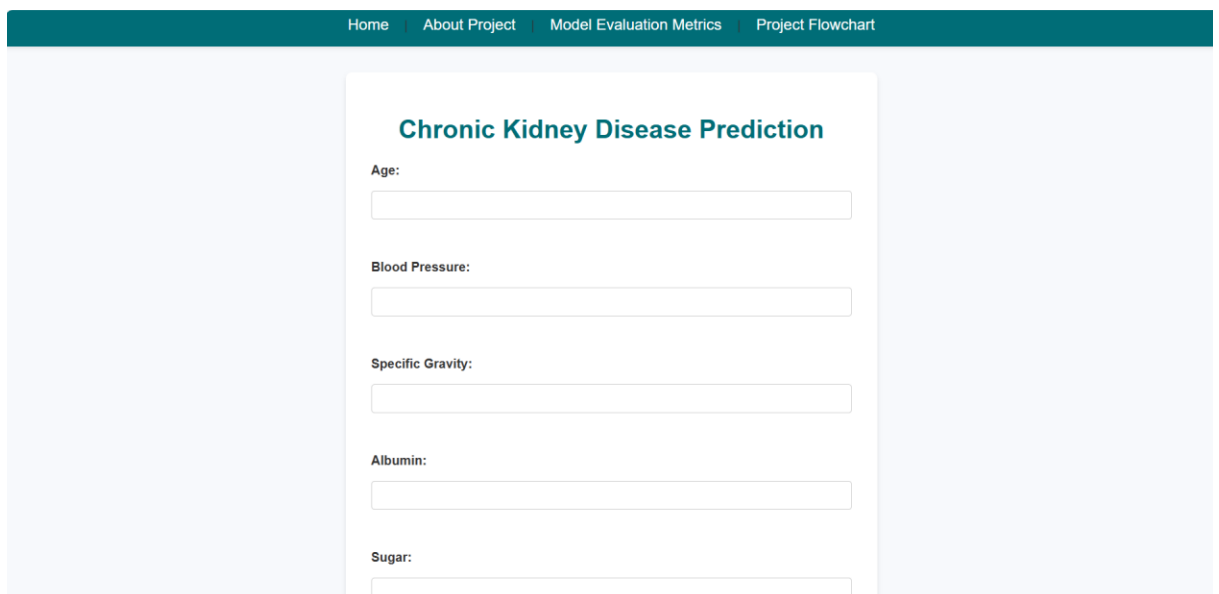 Home | About Project | Model Evaluation Metrics | Project Flowchart
Chronic Kidney Disease Prediction
Age:
Blood Pressure:
Specific Gravity:
Albumin:
Sugar: